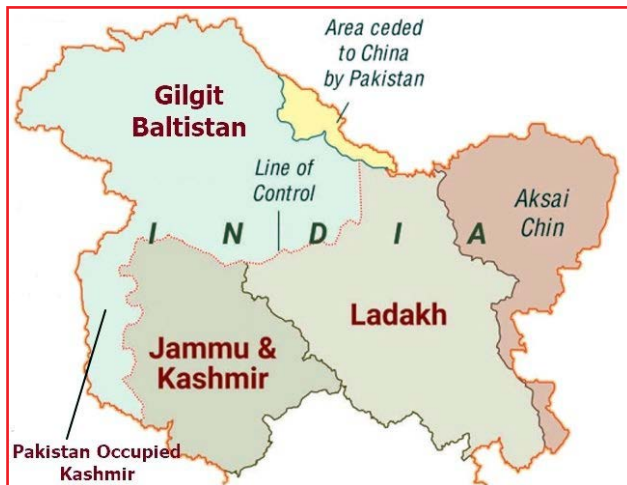 Area ceded
to China
by Pakistan
Gilgit
Baltistan
Line of
Control
INDIA
Aksai
Chin
Ladakh
Jammu &
Kashmir
Pakistan Occupied
Kashmir